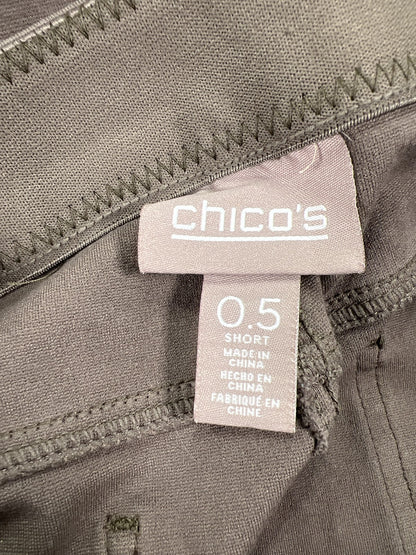 chico's
0.5
SHORT
MADE IN
CHINA
HECHO EN
CHINA
FABRIQUÉ EN
CHINE